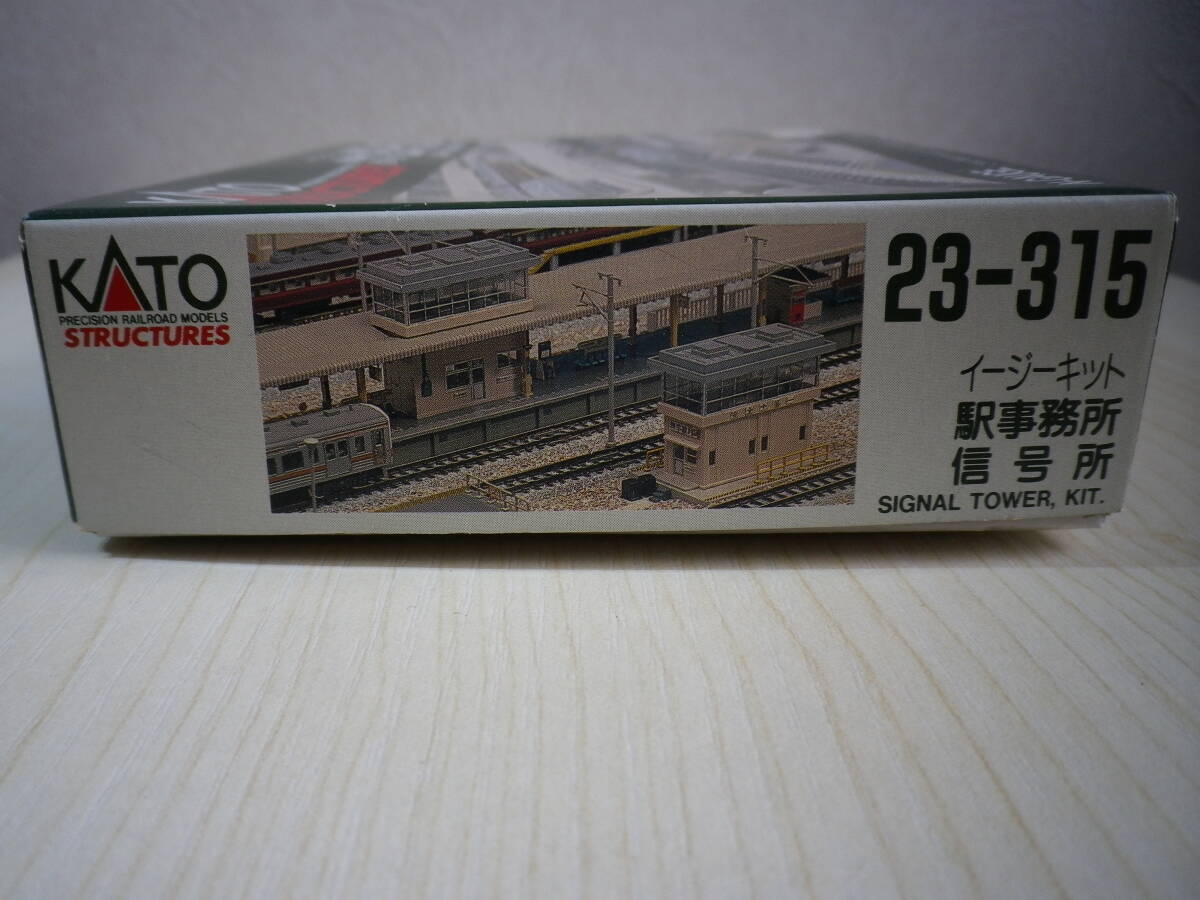 KATO
PRECISION RAILROAD MODELS
STRUCTURES
23-315
イージーキット
駅事務所
信号所
SIGNAL TOWER, KIT.